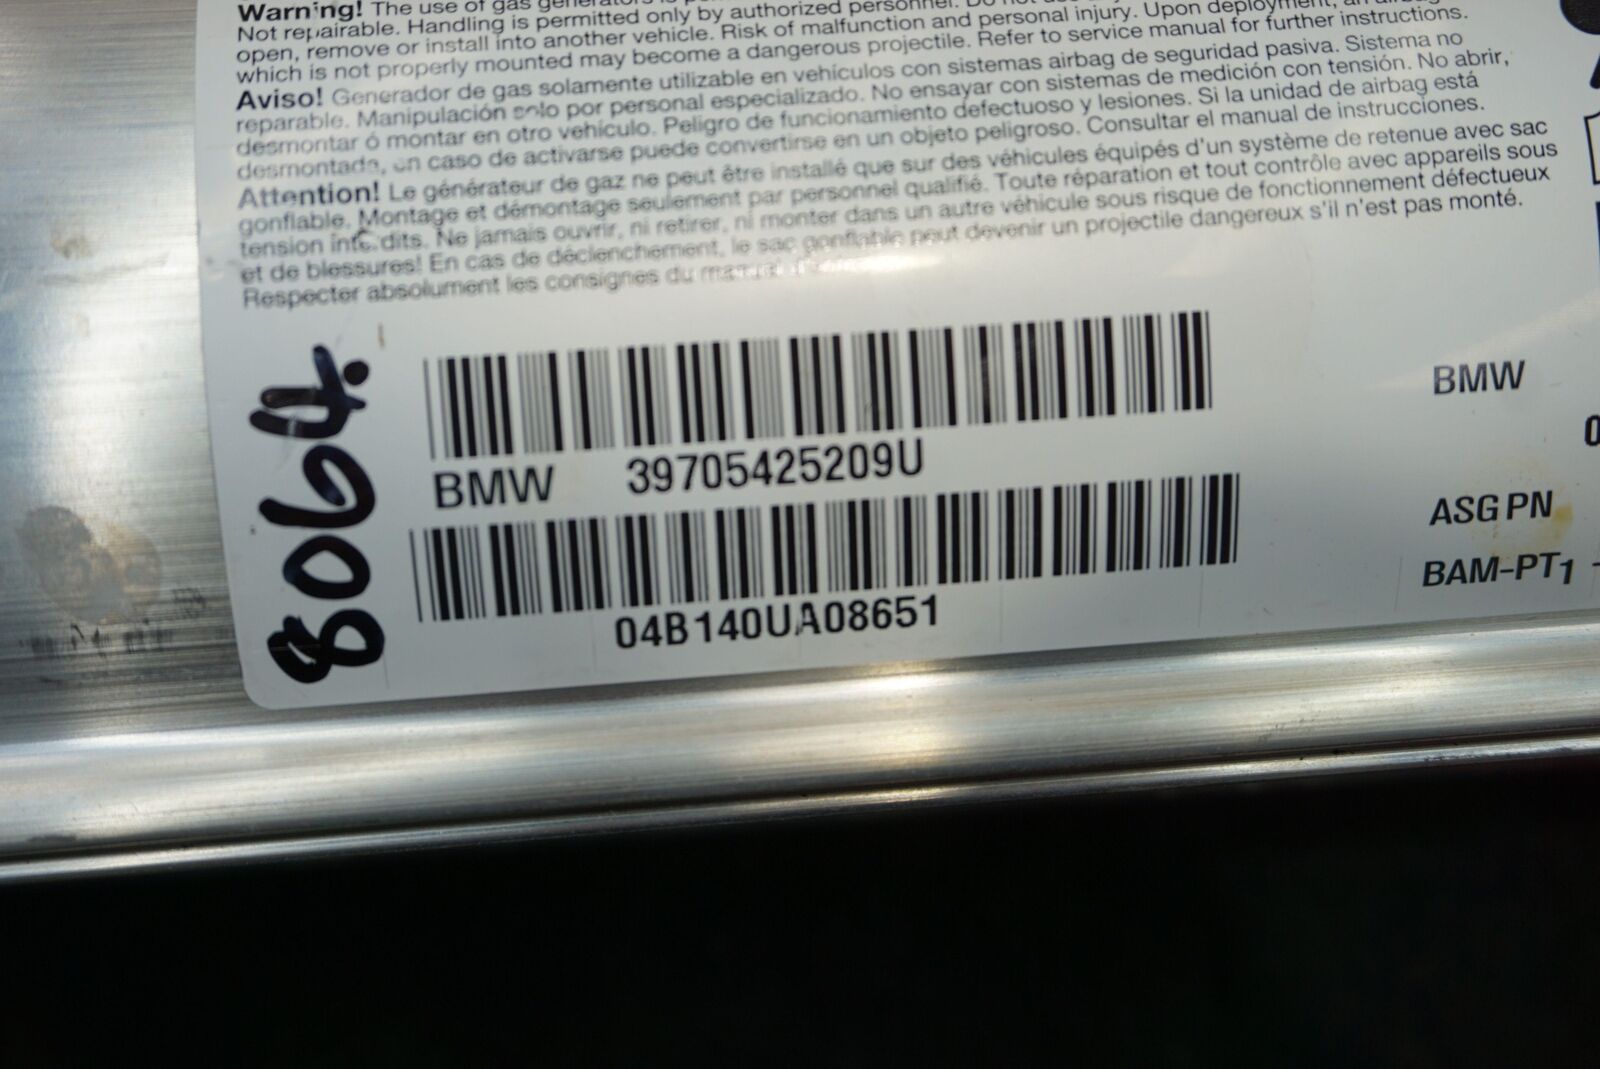 Warning! The use of gas
Not repairable. Handling is permitted only by authorized personnel. Do not use
open, remove or install into another vehicle. Risk of malfunction and personal injury. Upon deployment, an airbag
which is not properly mounted may become a dangerous projectile. Refer to service manual for further instructions.
Aviso! Generador de gas solamente utilizable en vehículos con sistemas airbag de seguridad pasiva. Sistema no
reparable. Manipulación solo por personal especializado. No ensayar con sistemas de medición con tensión. No abrir,
desmontar ó montar en otro vehículo. Peligro de funcionamiento defectuoso y lesiones. Si la unidad de airbag está
desmontada, en caso de activarse puede convertirse en un objeto peligroso. Consultar el manual de instrucciones.
Attention! Le générateur de gaz ne peut être installé que sur des véhicules équipés d'un système de retenue avec sac
gonflable. Montage et démontage seulement par personnel qualifié. Toute réparation et tout contrôle avec appareils sous
tension interdits. Ne jamais ouvrir, ni retirer, ni monter dans un autre véhicule sous risque de fonctionnement défectueux
et de blessures! En cas de déclenchement, le sac gonflable peut devenir un projectile dangereux s'il n'est pas monté.
Respecter absolument les consignes du manuel
8064.
BMW 39705425209U
04B140UA08651
BMW
0
ASG PN
BAM-PT1